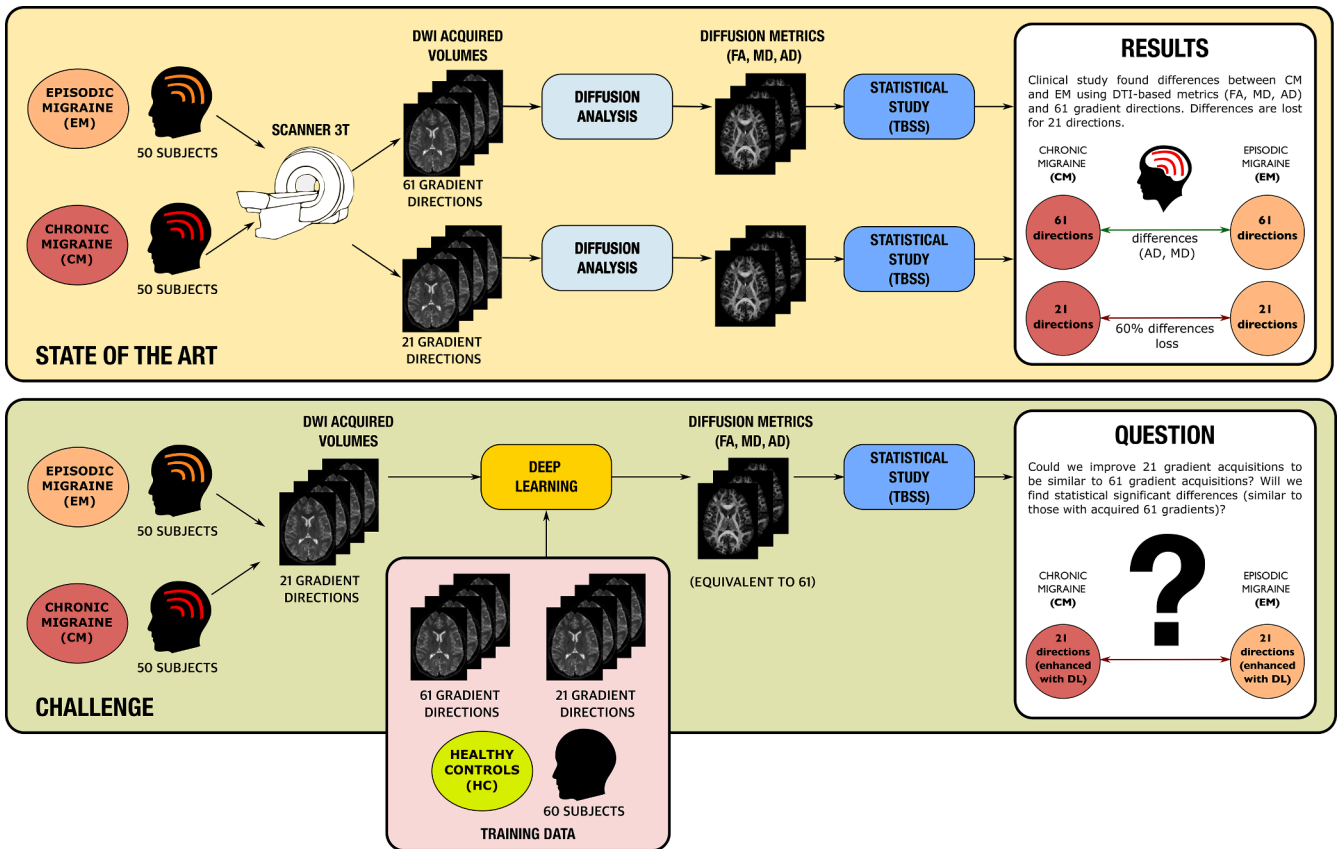 EPISODIC
MIGRAINE
(EM)
50 SUBJECTS
CHRONIC
MIGRAINE
(CM)
50 SUBJECTS
SCANNER 3T
DWI ACQUIRED
VOLUMES
61 GRADIENT
DIRECTIONS
21 GRADIENT
DIRECTIONS
DIFFUSION
ANALYSIS
DIFFUSION
ANALYSIS
DIFFUSION METRICS
(FA, MD, AD)
STATISTICAL
STUDY
(TBSS)
STATISTICAL
STUDY
(TBSS)
RESULTS
Clinical study found differences between CM
and EM using DTI-based metrics (FA, MD, AD)
and 61 gradient directions. Differences are lost
for 21 directions.
CHRONIC
MIGRAINE
(CM)
EPISODIC
MIGRAINE
(EM)
61
directions
differences
(AD, MD)
61
directions
21
directions
60% differences
loss
21
directions
STATE OF THE ART
EPISODIC
MIGRAINE
(EM)
50 SUBJECTS
CHRONIC
MIGRAINE
(CM)
50 SUBJECTS
DWI ACQUIRED
VOLUMES
21 GRADIENT
DIRECTIONS
DEEP
LEARNING
DIFFUSION METRICS
(FA, MD, AD)
(EQUIVALENT TO 61)
STATISTICAL
STUDY
(TBSS)
QUESTION
Could we improve 21 gradient acquisitions to
be similar to 61 gradient acquisitions? Will we
find statistical significant differences (similar to
those with acquired 61 gradients)?
?
CHRONIC
MIGRAINE
(CM)
EPISODIC
MIGRAINE
(EM)
21
directions
(enhanced
with DL)
21
directions
(enhanced
with DL)
CHALLENGE
61 GRADIENT
DIRECTIONS
21 GRADIENT
DIRECTIONS
HEALTHY
CONTROLS
(HC)
60 SUBJECTS
TRAINING DATA